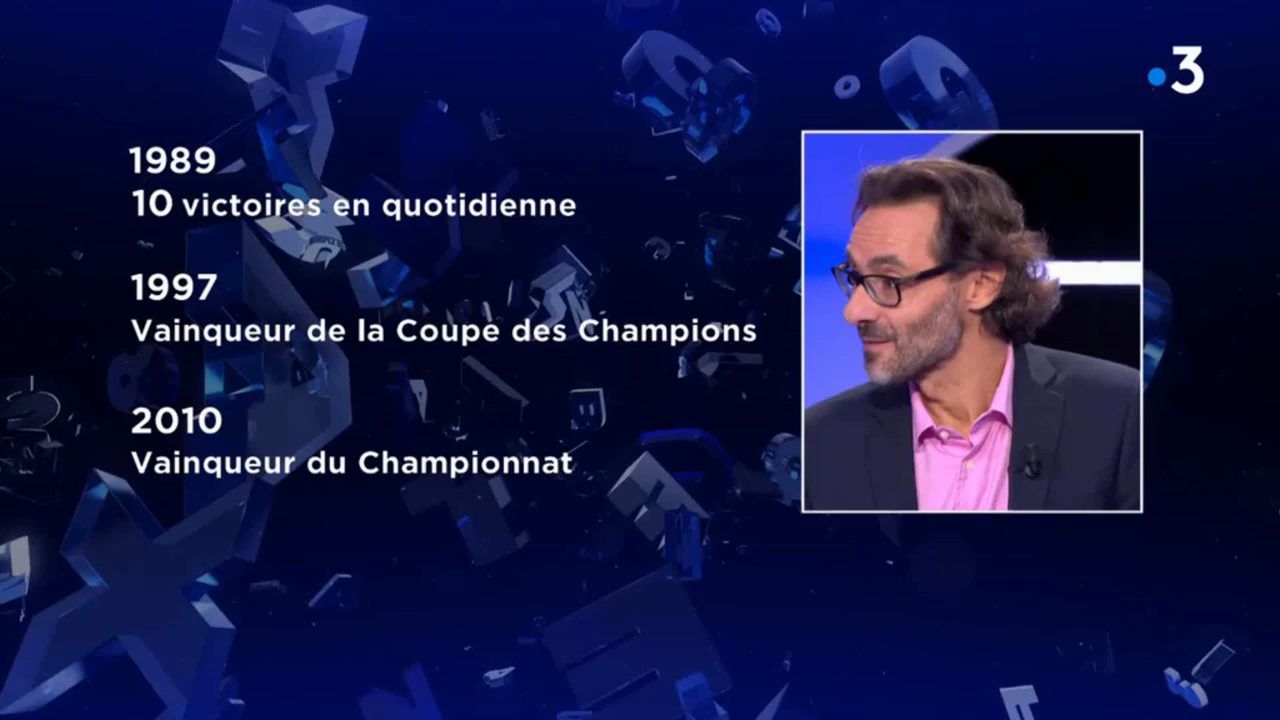 3
1989
10 victoires en quotidienne
1997
Vainqueur de la Coupe des Champions
2010
Vainqueur du Championnat